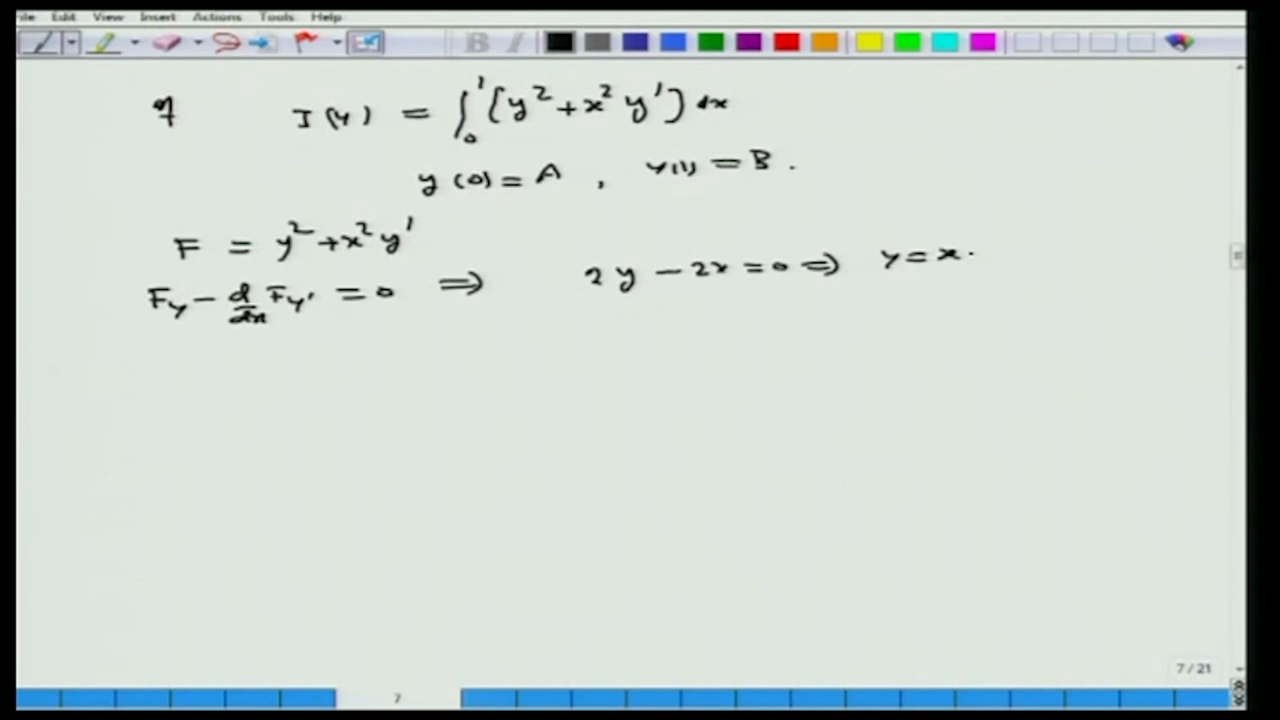 File Edit View Insert Actions Tools Help
I(y) = ∫₀¹ [y² + x² y'] dx
y(0) = A , y(1) = B .
F = y² + x² y'
F_y − d/dx F_y' = 0 ⇒ 2y − 2x = 0 ⇒ y = x.
7 / 21
7